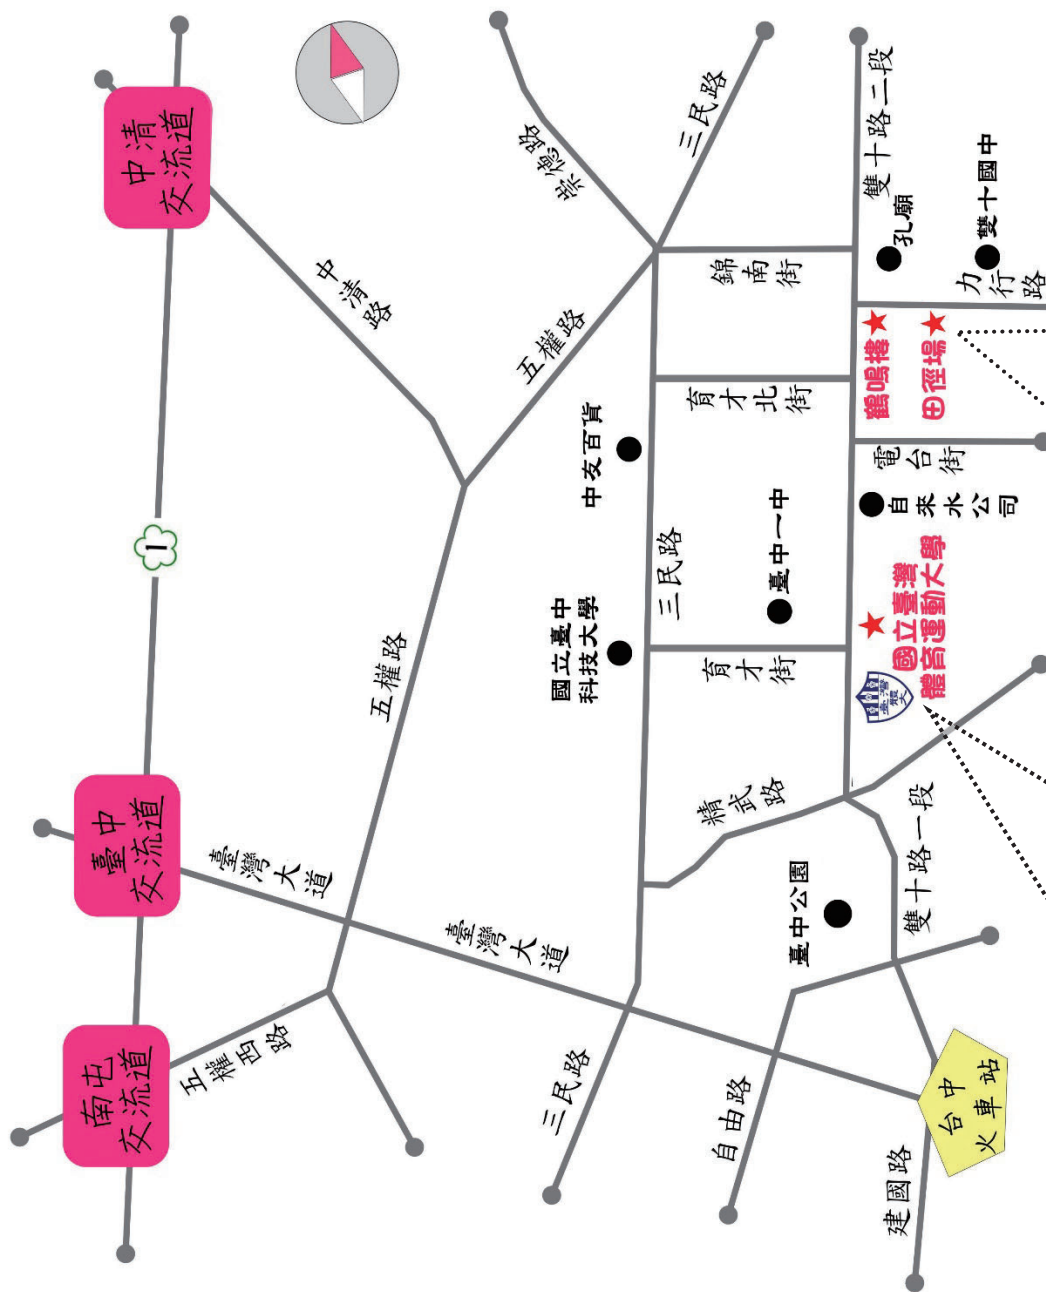 中清
交流道
臺中
交流道
南屯
交流道
1
中清路
崇德路
三民路
五權路
五權路
五權西路
臺灣大道
臺灣大道
三民路
三民路
中友百貨
國立臺中
科技大學
錦南街
育才北街
育才街
臺中一中
精武路
臺中公園
自由路
建國路
台中
火車站
雙十路一段
雙十路二段
孔廟
雙十國中
力行路
鶴鳴樓
田徑場
電台街
自來水公司
國立臺灣
體育運動大學
臺灣
體大